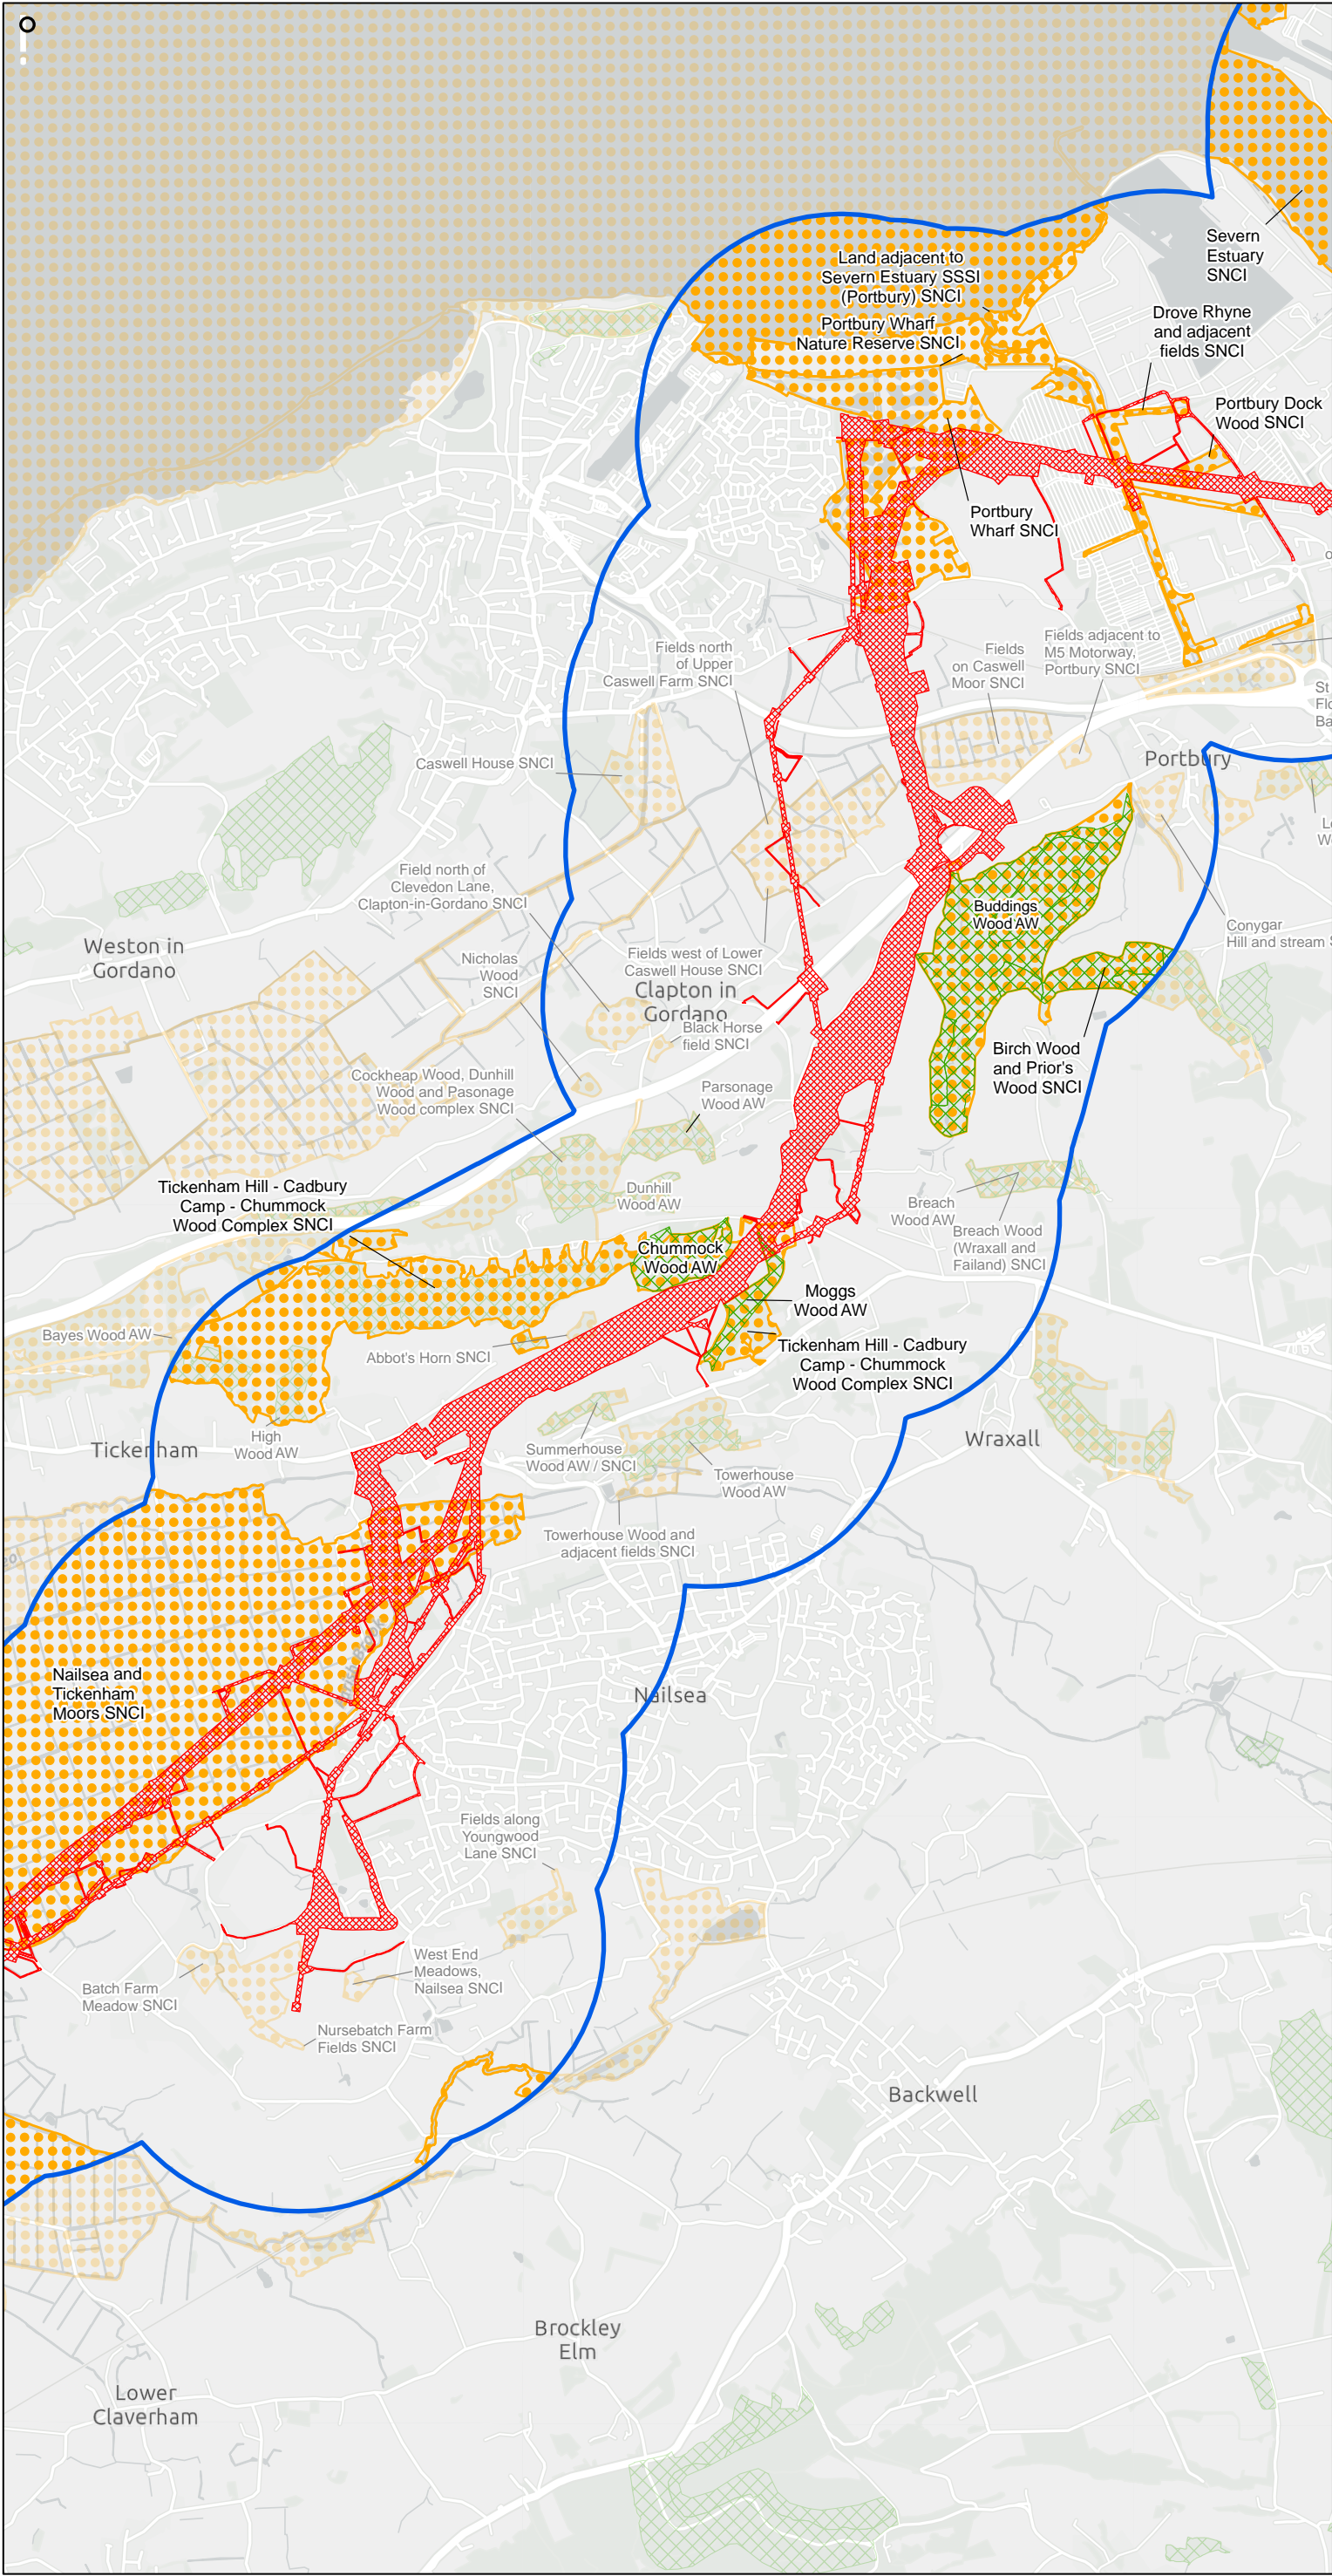 Severn
Estuary
SNCI
Land adjacent to
Severn Estuary SSSI
(Portbury) SNCI
Drove Rhyne
and adjacent
fields SNCI
Portbury Wharf
Nature Reserve SNCI
Portbury Dock
Wood SNCI
Portbury
Wharf SNCI
Fields north
of Upper
Caswell Farm SNCI
Fields
on Caswell
Moor SNCI
Fields adjacent to
M5 Motorway,
Portbury SNCI
St
Flo
Ba
Caswell House SNCI
Portbury
Field north of
Clevedon Lane,
Clapton-in-Gordano SNCI
Buddings
Wood AW
Weston in
Gordano
Conygar
Hill and stream
Nicholas
Wood
SNCI
Fields west of Lower
Caswell House SNCI
Clapton in
Gordano
Black Horse
field SNCI
Birch Wood
and Prior's
Wood SNCI
Cockheap Wood, Dunhill
Wood and Pasonage
Wood complex SNCI
Parsonage
Wood AW
Tickenham Hill - Cadbury
Camp - Chummock
Wood Complex SNCI
Dunhill
Wood AW
Breach
Wood AW
Breach Wood
(Wraxall and
Failand) SNCI
Chummock
Wood AW
Moggs
Wood AW
Bayes Wood AW
Abbot's Horn SNCI
Tickenham Hill - Cadbury
Camp - Chummock
Wood Complex SNCI
High
Wood AW
Tickenham
Summerhouse
Wood AW / SNCI
Wraxall
Towerhouse
Wood AW
Towerhouse Wood and
adjacent fields SNCI
Nailsea and
Tickenham
Moors SNCI
Nailsea
Fields along
Youngwood
Lane SNCI
West End
Meadows,
Nailsea SNCI
Batch Farm
Meadow SNCI
Nursebatch Farm
Fields SNCI
Backwell
Brockley
Elm
Lower
Claverham